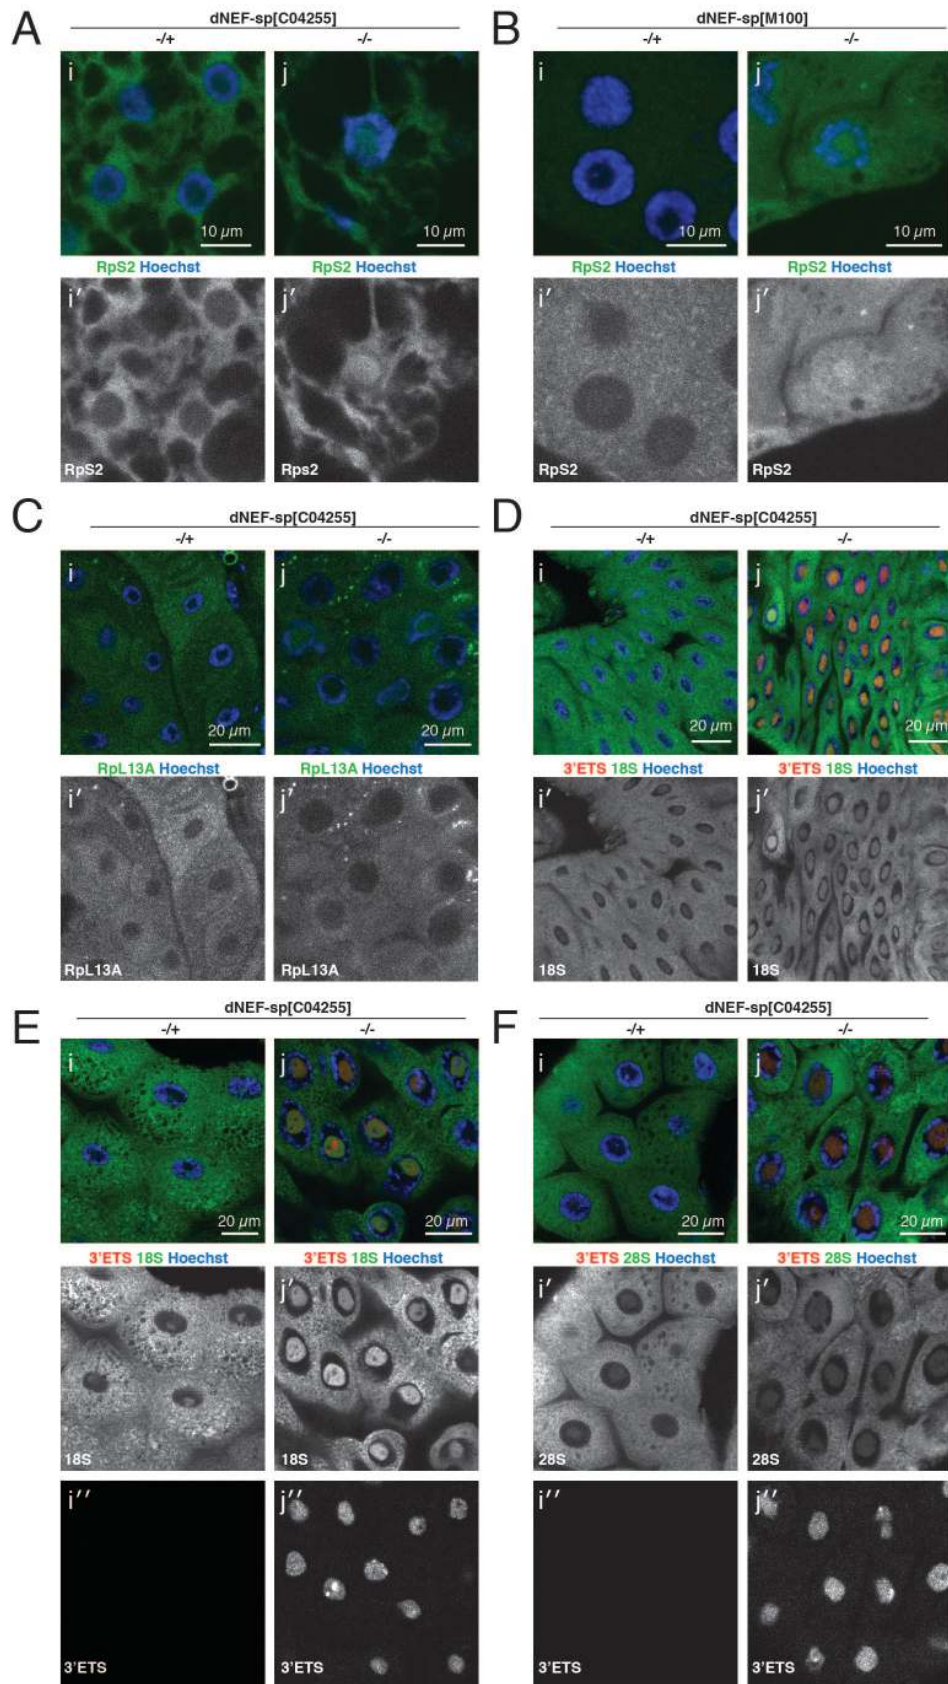 A
dNEF-sp[C04255]
-/+ -/-
i j
10 µm 10 µm
RpS2 Hoechst RpS2 Hoechst
i′ j′
RpS2 Rps2
B
dNEF-sp[M100]
-/+ -/-
i j
10 µm 10 µm
RpS2 Hoechst RpS2 Hoechst
i′ j′
RpS2 RpS2
C
dNEF-sp[C04255]
-/+ -/-
i j
20 µm 20 µm
RpL13A Hoechst RpL13A Hoechst
i′ j′
RpL13A RpL13A
D
dNEF-sp[C04255]
-/+ -/-
i j
20 µm 20 µm
3'ETS 18S Hoechst 3'ETS 18S Hoechst
i′ j′
18S 18S
E
dNEF-sp[C04255]
-/+ -/-
i j
20 µm 20 µm
3'ETS 18S Hoechst 3'ETS 18S Hoechst
i′ j′
18S 18S
i′′ j′′
3'ETS 3'ETS
F
dNEF-sp[C04255]
-/+ -/-
i j
20 µm 20 µm
3'ETS 28S Hoechst 3'ETS 28S Hoechst
i′ j′
28S 28S
i′′ j′′
3'ETS 3'ETS